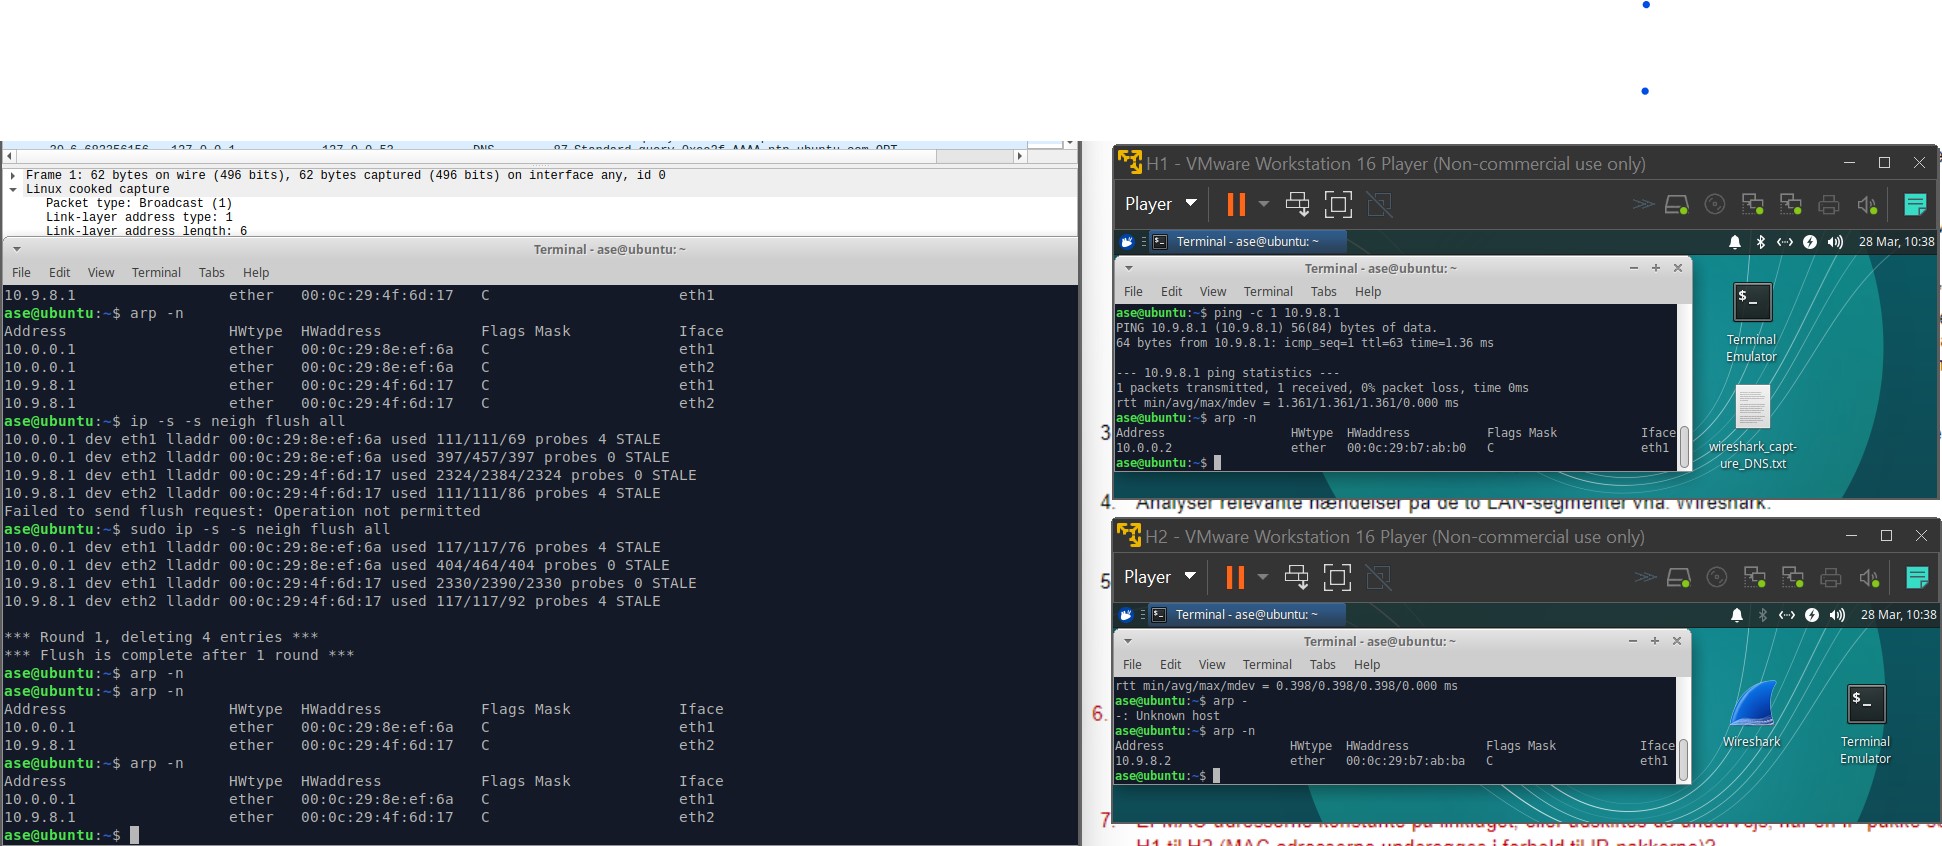 Frame 1: 62 bytes on wire (496 bits), 62 bytes captured (496 bits) on interface any, id 0
Linux cooked capture
Packet type: Broadcast (1)
Link-layer address type: 1
Link-layer address length: 6
Terminal - ase@ubuntu: ~
File Edit View Terminal Tabs Help
10.9.8.1 ether 00:0c:29:4f:6d:17 C eth1
ase@ubuntu:~$ arp -n
Address HWtype HWaddress Flags Mask Iface
10.0.0.1 ether 00:0c:29:8e:ef:6a C eth1
10.0.0.1 ether 00:0c:29:8e:ef:6a C eth2
10.9.8.1 ether 00:0c:29:4f:6d:17 C eth1
10.9.8.1 ether 00:0c:29:4f:6d:17 C eth2
ase@ubuntu:~$ ip -s -s neigh flush all
10.0.0.1 dev eth1 lladdr 00:0c:29:8e:ef:6a used 111/111/69 probes 4 STALE
10.0.0.1 dev eth2 lladdr 00:0c:29:8e:ef:6a used 397/457/397 probes 0 STALE
10.9.8.1 dev eth1 lladdr 00:0c:29:4f:6d:17 used 2324/2384/2324 probes 0 STALE
10.9.8.1 dev eth2 lladdr 00:0c:29:4f:6d:17 used 111/111/86 probes 4 STALE
Failed to send flush request: Operation not permitted
ase@ubuntu:~$ sudo ip -s -s neigh flush all
10.0.0.1 dev eth1 lladdr 00:0c:29:8e:ef:6a used 117/117/76 probes 4 STALE
10.0.0.1 dev eth2 lladdr 00:0c:29:8e:ef:6a used 404/464/404 probes 0 STALE
10.9.8.1 dev eth1 lladdr 00:0c:29:4f:6d:17 used 2330/2390/2330 probes 0 STALE
10.9.8.1 dev eth2 lladdr 00:0c:29:4f:6d:17 used 117/117/92 probes 4 STALE
*** Round 1, deleting 4 entries ***
*** Flush is complete after 1 round ***
ase@ubuntu:~$ arp -n
ase@ubuntu:~$ arp -n
Address HWtype HWaddress Flags Mask Iface
10.0.0.1 ether 00:0c:29:8e:ef:6a C eth1
10.9.8.1 ether 00:0c:29:4f:6d:17 C eth2
ase@ubuntu:~$ arp -n
Address HWtype HWaddress Flags Mask Iface
10.0.0.1 ether 00:0c:29:8e:ef:6a C eth1
10.9.8.1 ether 00:0c:29:4f:6d:17 C eth2
ase@ubuntu:~$
H1 - VMware Workstation 16 Player (Non-commercial use only)
Player
Terminal - ase@ubuntu: ~ 28 Mar, 10:38
Terminal - ase@ubuntu: ~
File Edit View Terminal Tabs Help
ase@ubuntu:~$ ping -c 1 10.9.8.1
PING 10.9.8.1 (10.9.8.1) 56(84) bytes of data.
64 bytes from 10.9.8.1: icmp_seq=1 ttl=63 time=1.36 ms
--- 10.9.8.1 ping statistics ---
1 packets transmitted, 1 received, 0% packet loss, time 0ms
rtt min/avg/max/mdev = 1.361/1.361/1.361/0.000 ms
ase@ubuntu:~$ arp -n
Address HWtype HWaddress Flags Mask Iface
10.0.0.2 ether 00:0c:29:b7:ab:b0 C eth1
ase@ubuntu:~$
$ _
Terminal
Emulator
wireshark_capt-
ure_DNS.txt
3
4. Analyser relevante hændelser på de to LAN-segmenter vha. Wireshark.
H2 - VMware Workstation 16 Player (Non-commercial use only)
Player
5
Terminal - ase@ubuntu: ~ 28 Mar, 10:38
Terminal - ase@ubuntu: ~
File Edit View Terminal Tabs Help
rtt min/avg/max/mdev = 0.398/0.398/0.398/0.000 ms
ase@ubuntu:~$ arp -
-: Unknown host
ase@ubuntu:~$ arp -n
Address HWtype HWaddress Flags Mask Iface
10.9.8.2 ether 00:0c:29:b7:ab:ba C eth1
ase@ubuntu:~$
Wireshark
$ _
Terminal
Emulator
6.
7. Er MAC-adresserne konstante på linklaget, eller udskiftes de undervejs, når en IP-pakke
H1 til H2 (MAC-adresserne undersøges i forhold til IP-pakkerne)?